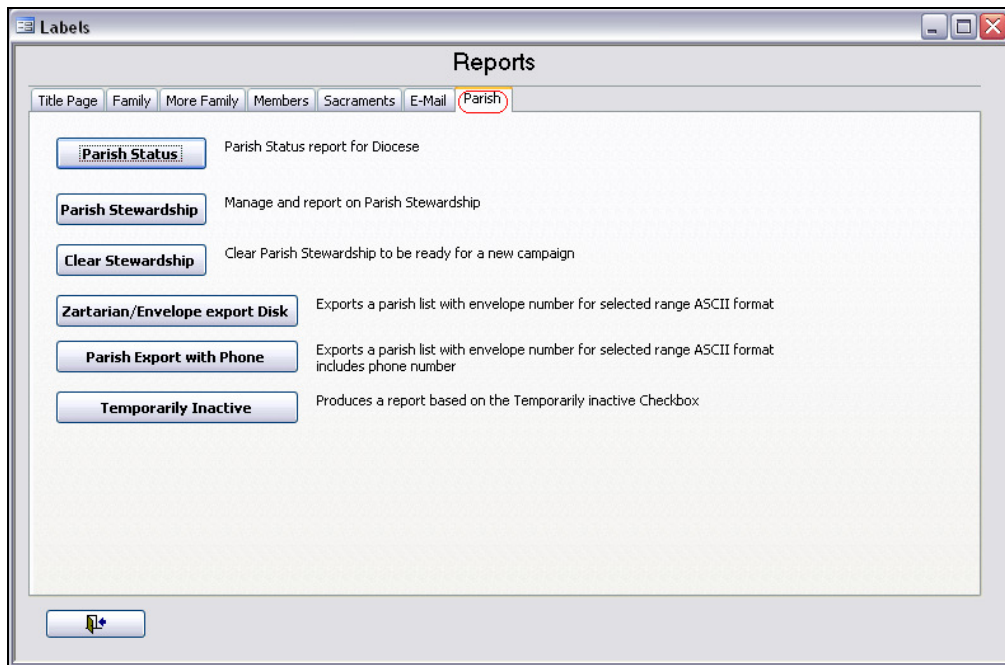 Labels
Reports
Title Page Family More Family Members Sacraments E-Mail Parish
Parish Status Parish Status report for Diocese
Parish Stewardship Manage and report on Parish Stewardship
Clear Stewardship Clear Parish Stewardship to be ready for a new campaign
Zartarian/Envelope export Disk Exports a parish list with envelope number for selected range ASCII format
Parish Export with Phone Exports a parish list with envelope number for selected range ASCII format
includes phone number
Temporarily Inactive Produces a report based on the Temporarily inactive Checkbox